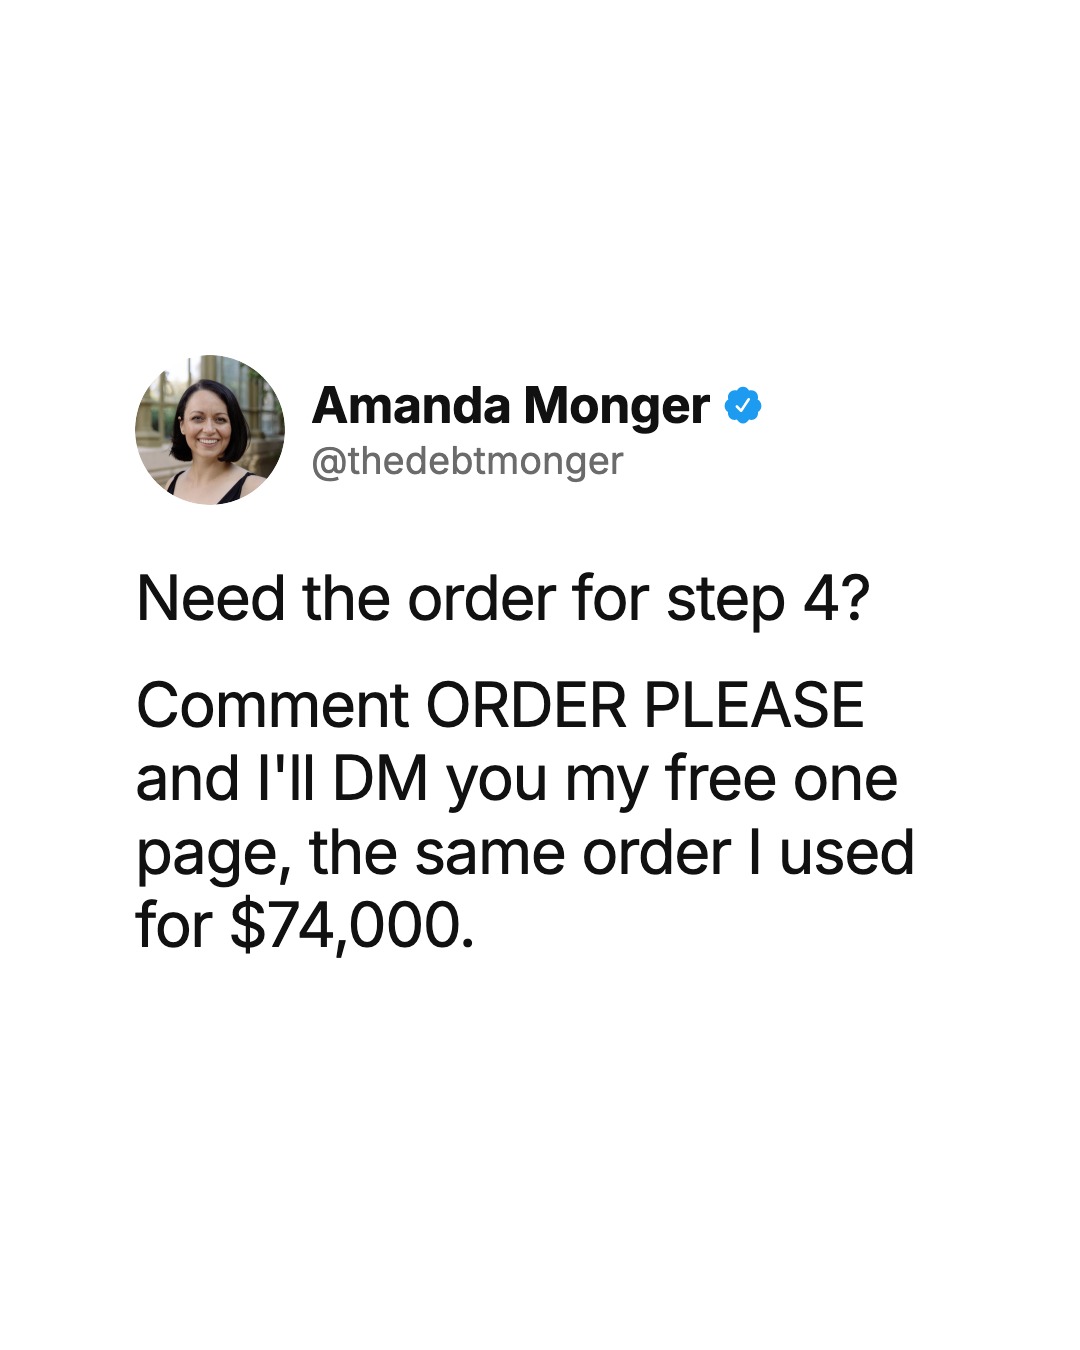 Amanda Monger
@thedebtmonger
Need the order for step 4?
Comment ORDER PLEASE
and I'll DM you my free one
page, the same order I used
for $74,000.